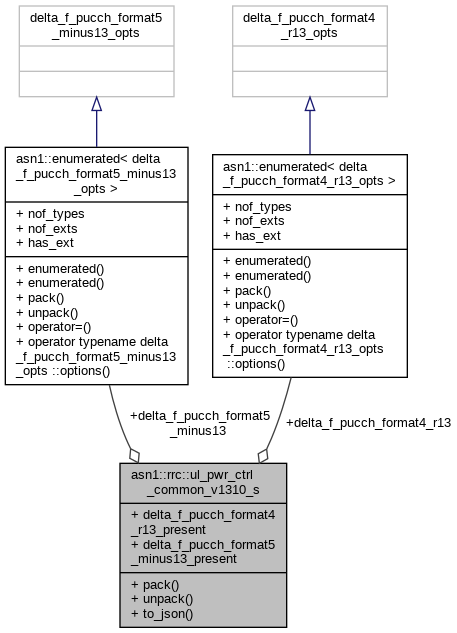 delta_f_pucch_format5
_minus13_opts
delta_f_pucch_format4
_r13_opts
asn1::enumerated< delta
_f_pucch_format5_minus13
_opts >
+ nof_types
+ nof_exts
+ has_ext
+ enumerated()
+ enumerated()
+ pack()
+ unpack()
+ operator=()
+ operator typename delta
_f_pucch_format5_minus13
_opts ::options()
asn1::enumerated< delta
_f_pucch_format4_r13_opts >
+ nof_types
+ nof_exts
+ has_ext
+ enumerated()
+ enumerated()
+ pack()
+ unpack()
+ operator=()
+ operator typename delta
_f_pucch_format4_r13_opts
::options()
+delta_f_pucch_format5
_minus13
+delta_f_pucch_format4_r13
asn1::rrc::ul_pwr_ctrl
_common_v1310_s
+ delta_f_pucch_format4
_r13_present
+ delta_f_pucch_format5
_minus13_present
+ pack()
+ unpack()
+ to_json()